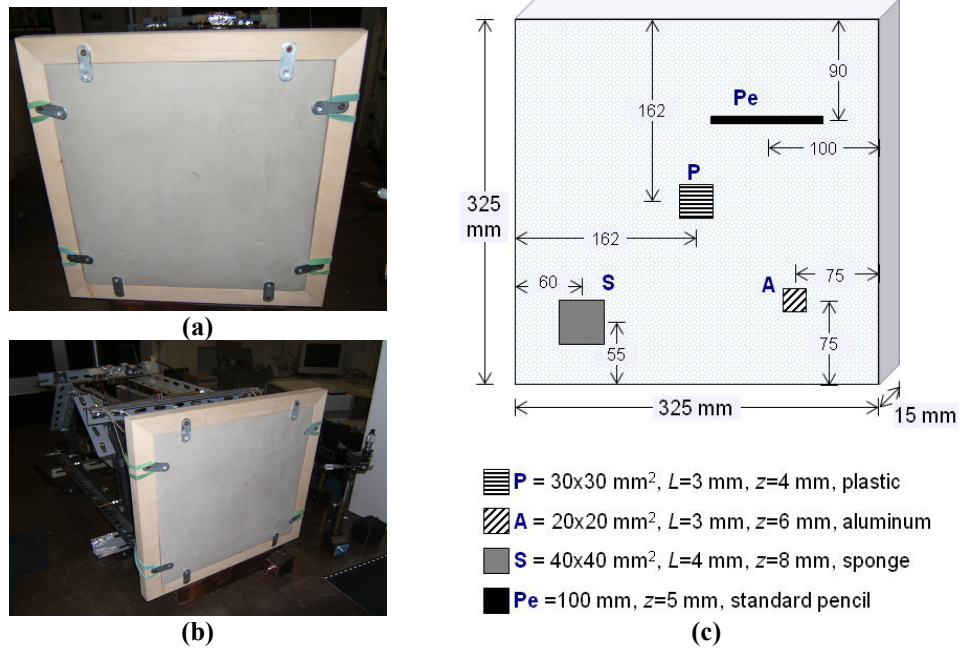 (a)
(b)
90
Pe
162
100
P
325
mm
162
60
S
A
75
55
75
325 mm
15 mm
P = 30x30 mm², L=3 mm, z=4 mm, plastic
A = 20x20 mm², L=3 mm, z=6 mm, aluminum
S = 40x40 mm², L=4 mm, z=8 mm, sponge
Pe =100 mm, z=5 mm, standard pencil
(c)